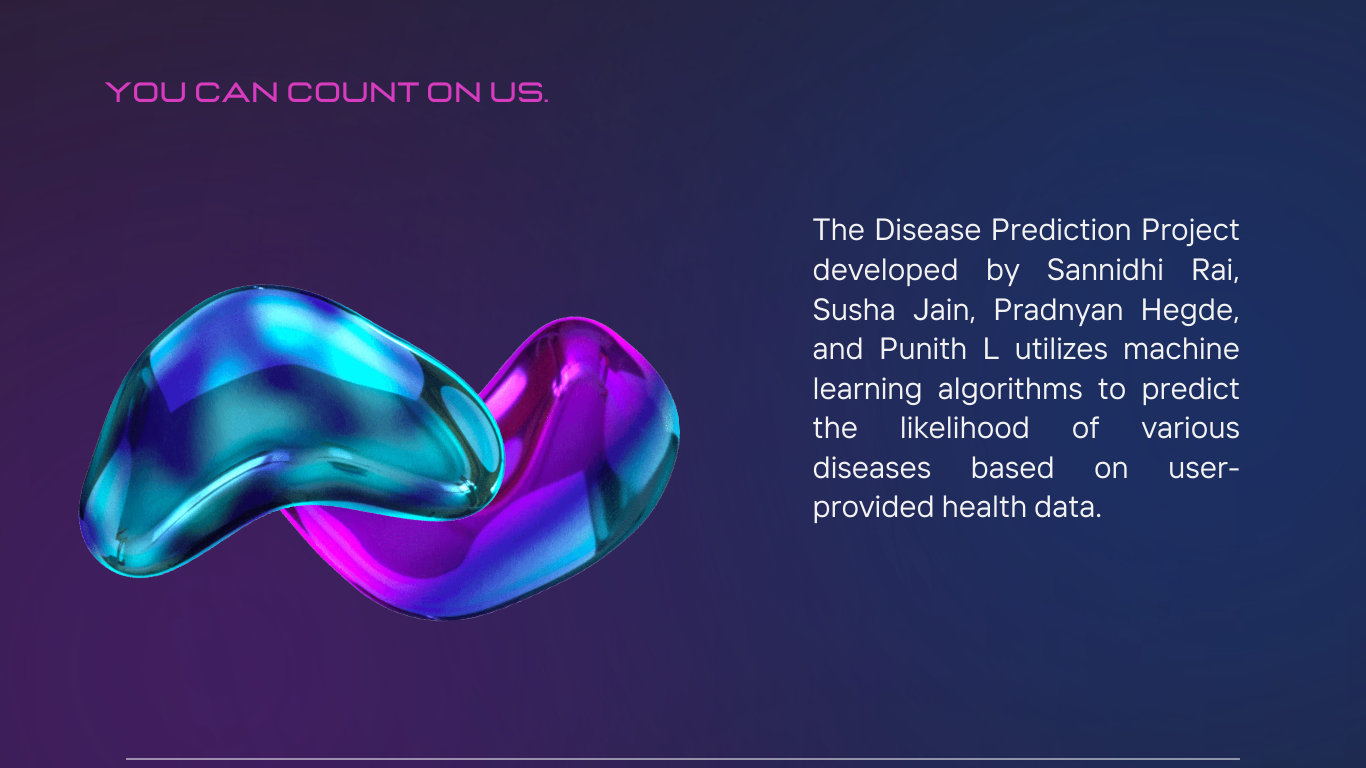 YOU CAN COUNT ON US.
The Disease Prediction Project
developed by Sannidhi Rai,
Susha Jain, Pradnyan Hegde,
and Punith L utilizes machine
learning algorithms to predict
the likelihood of various
diseases based on user-
provided health data.